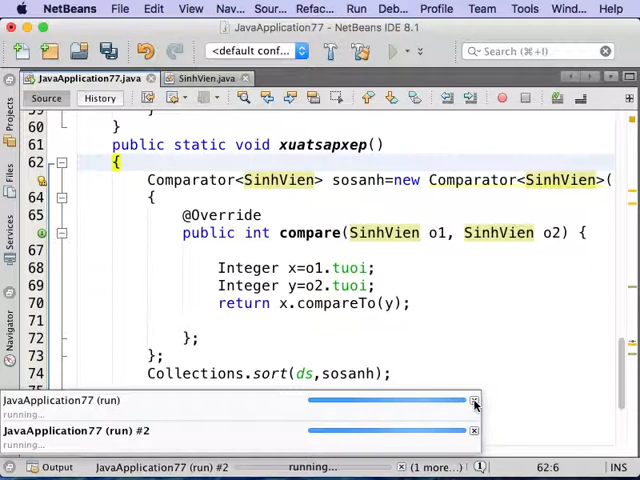 NetBeans File Edit View Nav... Sour... Refac... Run Deb... Profile Team Tools Win... Help
JavaApplication77 - NetBeans IDE 8.1
<default conf... Search (⌘+I)
JavaApplication77.java SinhVien.java
Source History
Projects
Files
Services
Navigator
60 }
61 public static void xuatsapxep()
62 {
Comparator<SinhVien> sosanh=new Comparator<SinhVien>(
64 {
65 @Override
public int compare(SinhVien o1, SinhVien o2) {
67
68 Integer x=o1.tuoi;
69 Integer y=o2.tuoi;
70 return x.compareTo(y);
71
72 };
73 };
74 Collections.sort(ds,sosanh);
JavaApplication77 (run)
running...
JavaApplication77 (run) #2
running...
Output JavaApplication77 (run) #2 running... (1 more...) 62:6 INS